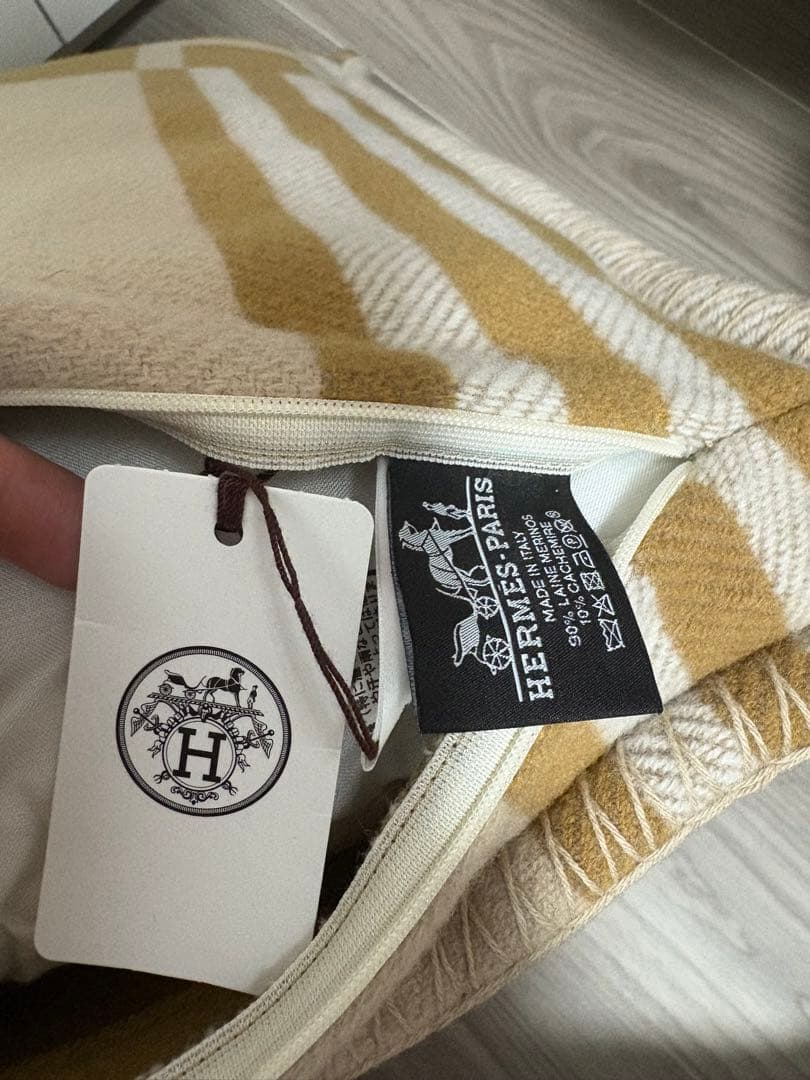 H
HERMES-PARIS
MADE IN ITALY
90% LAINE MERINOS
10% CACHEMIRE ®